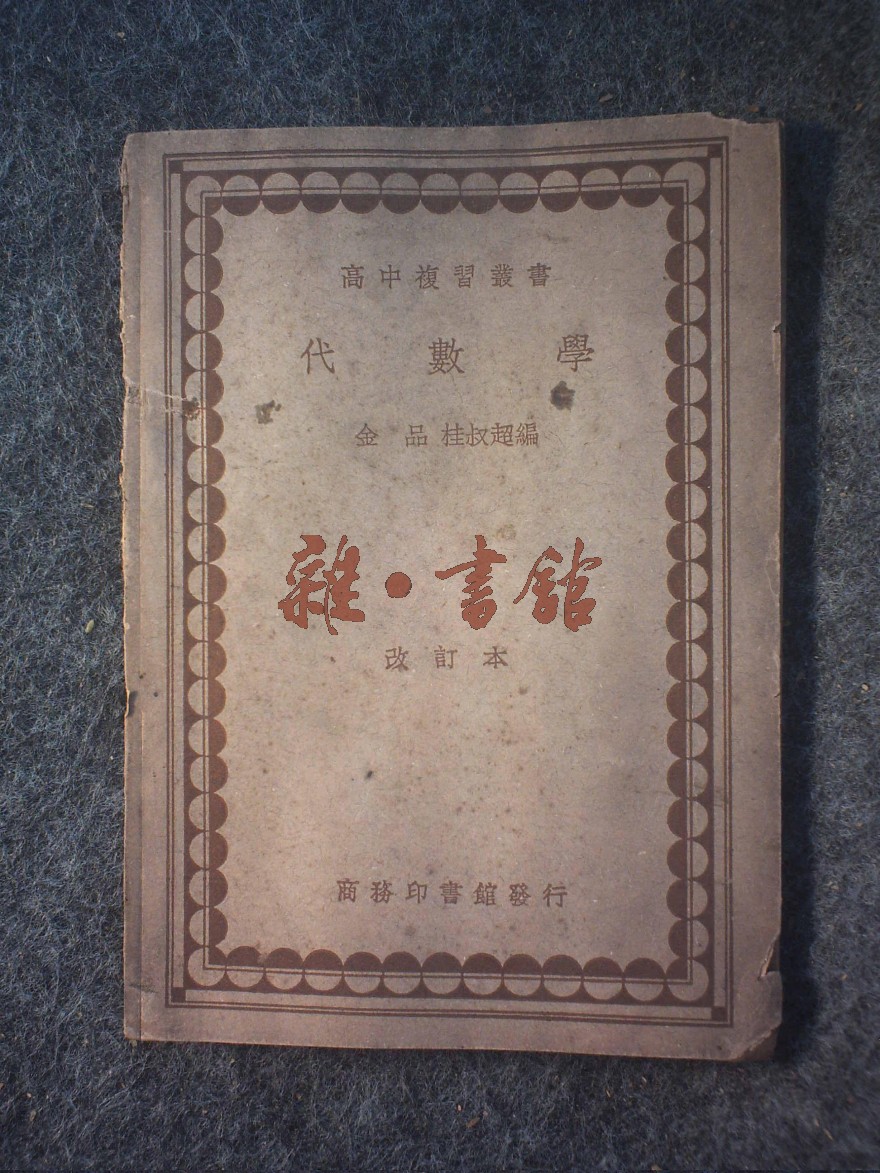 高中複習叢書
代數學
金品 桂叔超編
雜·書館
改訂本
商務印書館發行